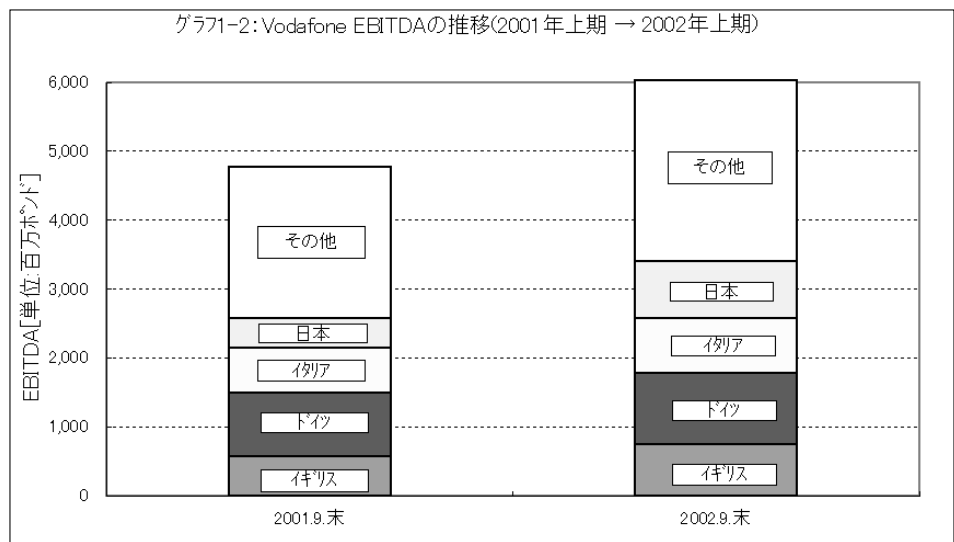 グラフ1-2:Vodafone EBITDAの推移(2001年上期 → 2002年上期)
EBITDA[単位:百万ポンド]
6,000
5,000
4,000
3,000
2,000
1,000
0
その他
日本
イタリア
ドイツ
イギリス
その他
日本
イタリア
ドイツ
イギリス
2001.9.末
2002.9.末